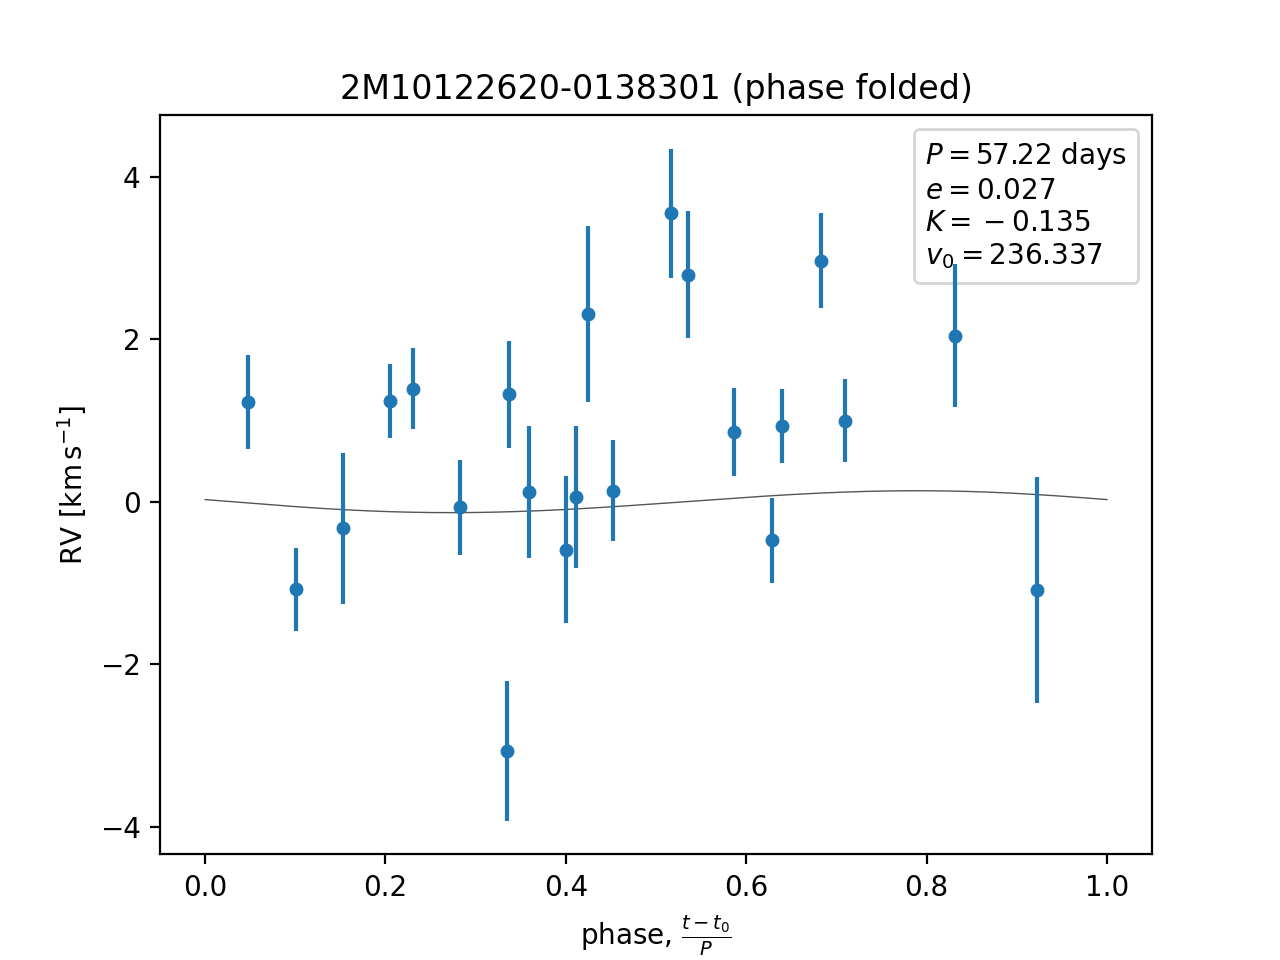 2M10122620-0138301 (phase folded)
P = 57.22 days
e = 0.027
K = −0.135
v₀ = 236.337
RV [km s⁻¹]
4
2
0
−2
−4
0.0 0.2 0.4 0.6 0.8 1.0
phase, (t − t₀)/P